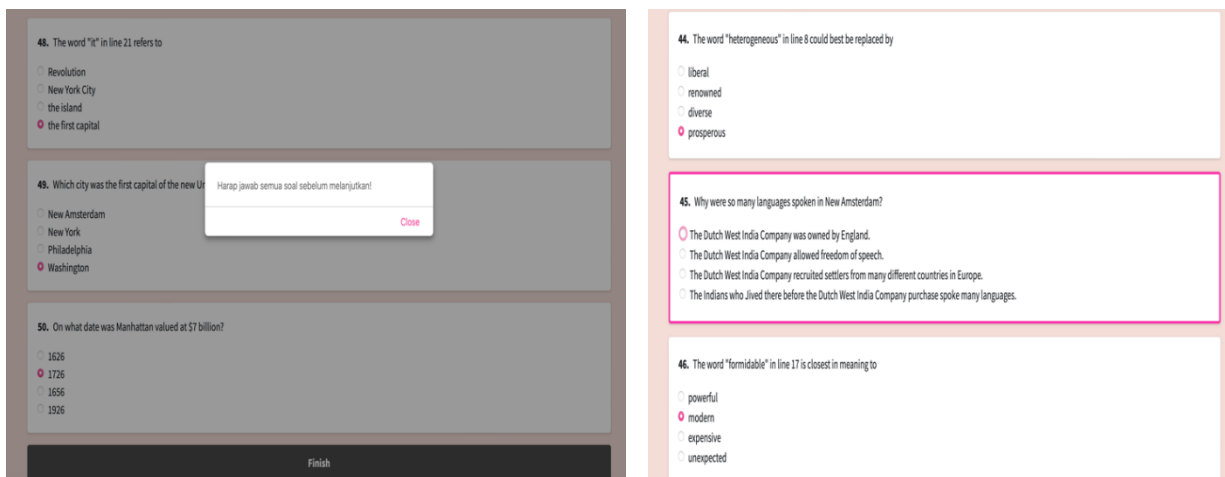 48. The word "it" in line 21 refers to
Revolution
New York City
the island
the first capital
49. Which city was the first capital of the new Ur
New Amsterdam
New York
Philadelphia
Washington
Harap jawab semua soal sebelum melanjutkan!
Close
50. On what date was Manhattan valued at $7 billion?
1626
1726
1656
1926
Finish
44. The word "heterogeneous" in line 8 could best be replaced by
liberal
renowned
diverse
prosperous
45. Why were so many languages spoken in New Amsterdam?
The Dutch West India Company was owned by England.
The Dutch West India Company allowed freedom of speech.
The Dutch West India Company recruited settlers from many different countries in Europe.
The Indians who Jived there before the Dutch West India Company purchase spoke many languages.
46. The word "formidable" in line 17 is closest in meaning to
powerful
modern
expensive
unexpected